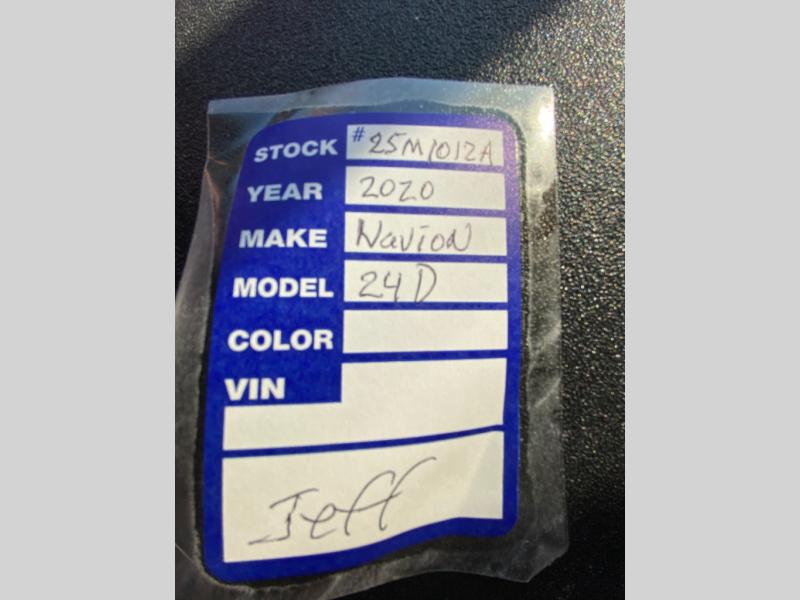 STOCK #25M1012A
YEAR 2020
MAKE Navion
MODEL 24D
COLOR
VIN
Jeff